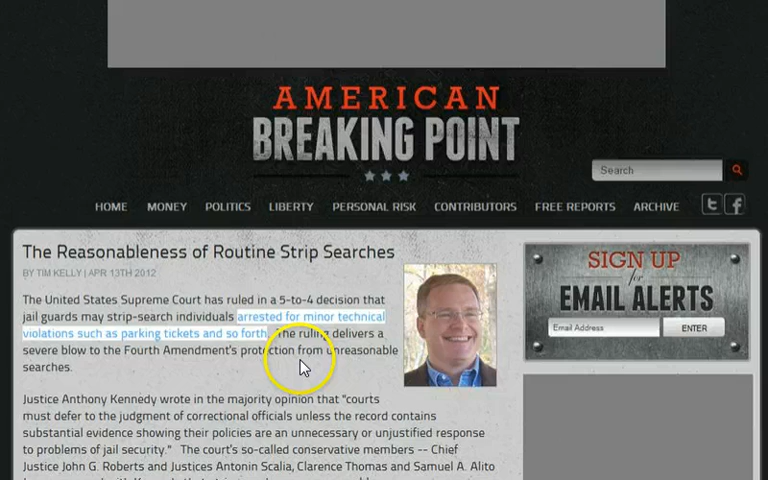 AMERICAN
BREAKING POINT
Search
HOME MONEY POLITICS LIBERTY PERSONAL RISK CONTRIBUTORS FREE REPORTS ARCHIVE
The Reasonableness of Routine Strip Searches
BY TIM KELLY | APR 13TH 2012
The United States Supreme Court has ruled in a 5-to-4 decision that
jail guards may strip-search individuals arrested for minor technical
violations such as parking tickets and so forth. The ruling delivers a
severe blow to the Fourth Amendment's protection from unreasonable
searches.
Justice Anthony Kennedy wrote in the majority opinion that "courts
must defer to the judgment of correctional officials unless the record contains
substantial evidence showing their policies are an unnecessary or unjustified response
to problems of jail security." The court's so-called conservative members -- Chief
Justice John G. Roberts and Justices Antonin Scalia, Clarence Thomas and Samuel A. Alito
SIGN UP
for
EMAIL ALERTS
Email Address ENTER